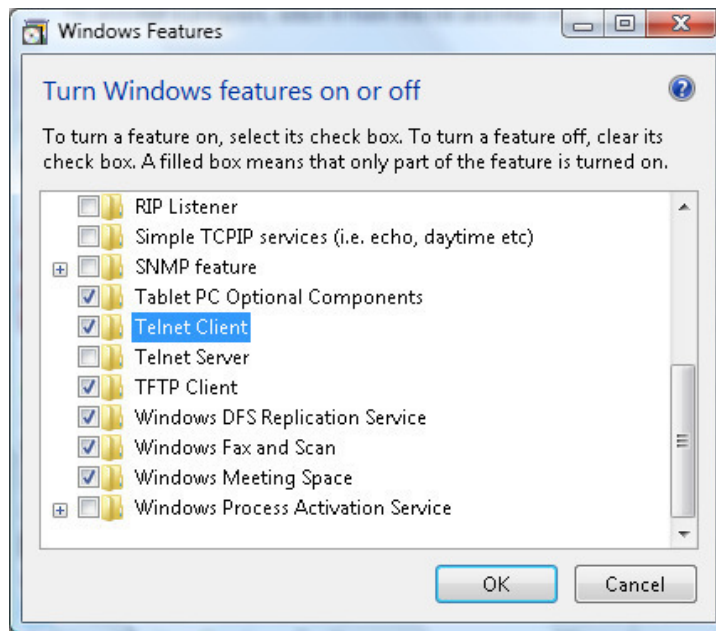 Windows Features
Turn Windows features on or off
To turn a feature on, select its check box. To turn a feature off, clear its
check box. A filled box means that only part of the feature is turned on.
RIP Listener
Simple TCPIP services (i.e. echo, daytime etc)
SNMP feature
Tablet PC Optional Components
Telnet Client
Telnet Server
TFTP Client
Windows DFS Replication Service
Windows Fax and Scan
Windows Meeting Space
Windows Process Activation Service
OK Cancel